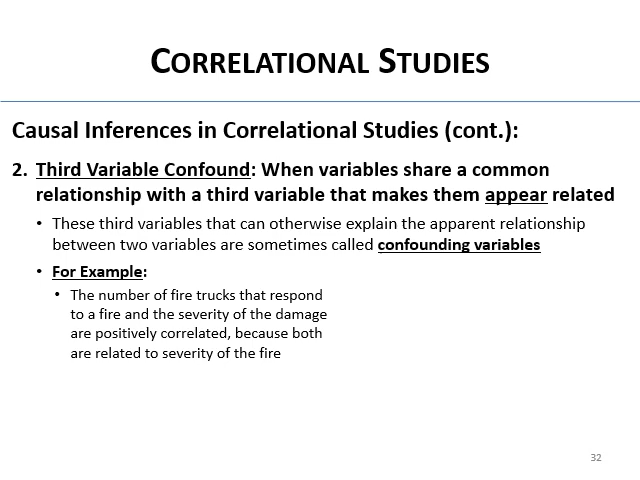 CORRELATIONAL STUDIES
Causal Inferences in Correlational Studies (cont.):
2. Third Variable Confound: When variables share a common
relationship with a third variable that makes them appear related
• These third variables that can otherwise explain the apparent relationship
between two variables are sometimes called confounding variables
• For Example:
• The number of fire trucks that respond
to a fire and the severity of the damage
are positively correlated, because both
are related to severity of the fire
32